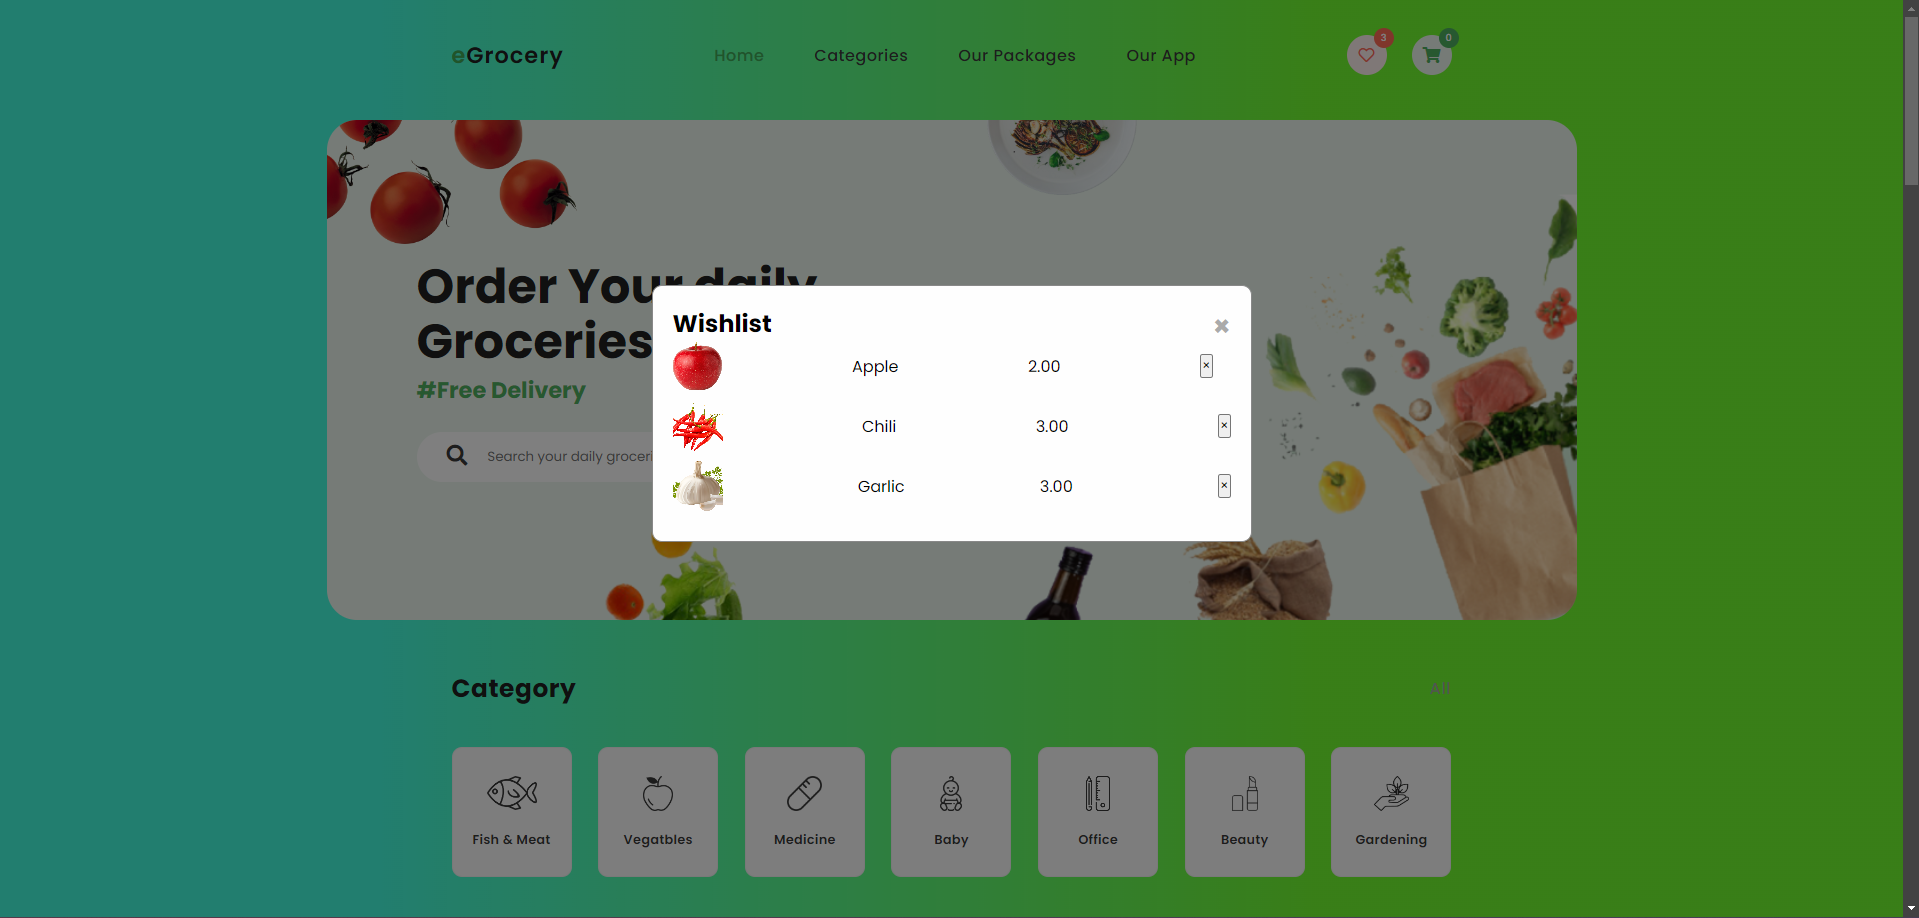 eGrocery
Home
Categories
Our Packages
Our App
3
0
Order Your daily
Groceries
#Free Delivery
Search your daily groceri
Wishlist
×
Apple 2.00 ×
Chili 3.00 ×
Garlic 3.00 ×
Category
All
Fish & Meat
Vegatbles
Medicine
Baby
Office
Beauty
Gardening